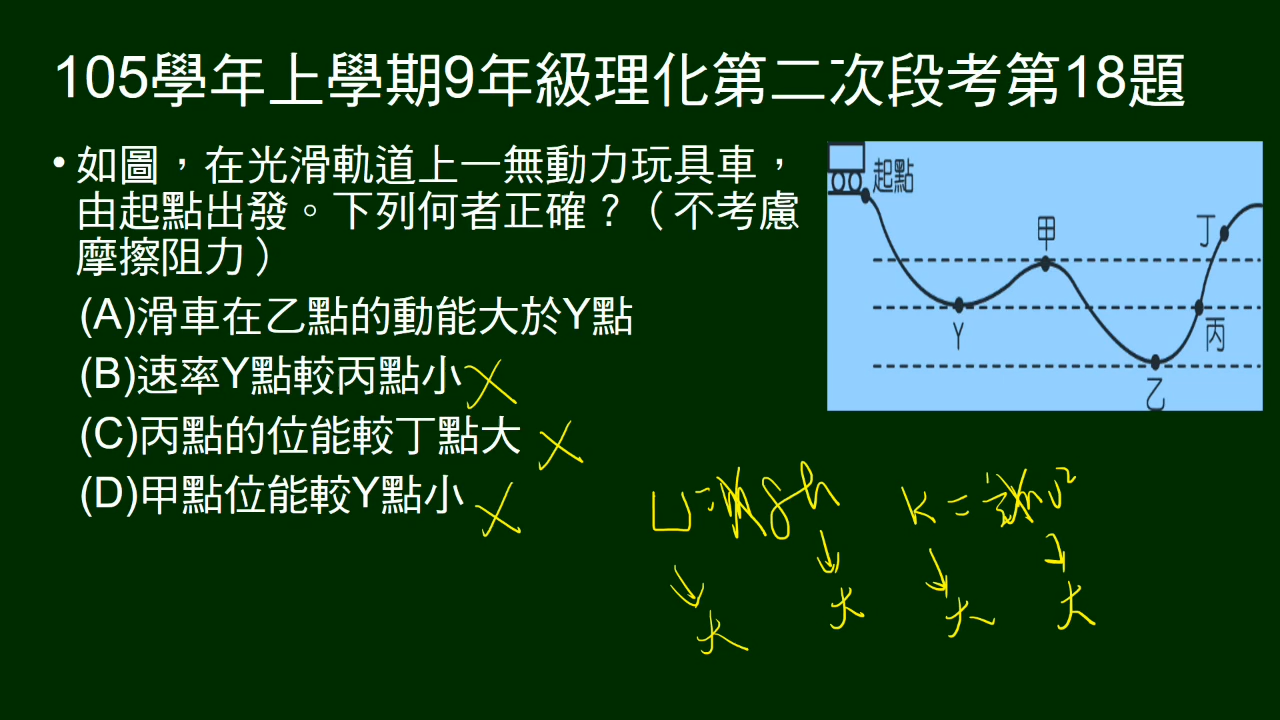 105學年上學期9年級理化第二次段考第18題
• 如圖，在光滑軌道上一無動力玩具車，
由起點出發。下列何者正確？（不考慮
摩擦阻力）
(A)滑車在乙點的動能大於Y點
(B)速率Y點較丙點小 ×
(C)丙點的位能較丁點大 ×
(D)甲點位能較Y點小 ×
起點
甲
丁
Y
丙
乙
U=mgh
K=½mv²
大
大
大
大